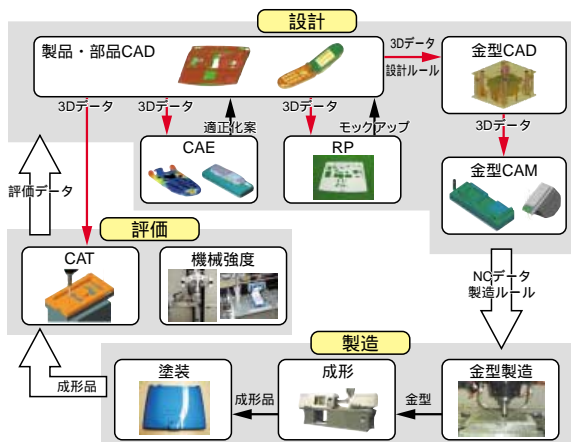 設計
製品・部品CAD
3Dデータ
設計ルール
金型CAD
3Dデータ
3Dデータ
適正化案
3Dデータ
モックアップ
3Dデータ
CAE
RP
金型CAM
評価データ
評価
CAT
機械強度
NCデータ
製造ルール
製造
成形品
塗装
成形品
成形
金型
金型製造